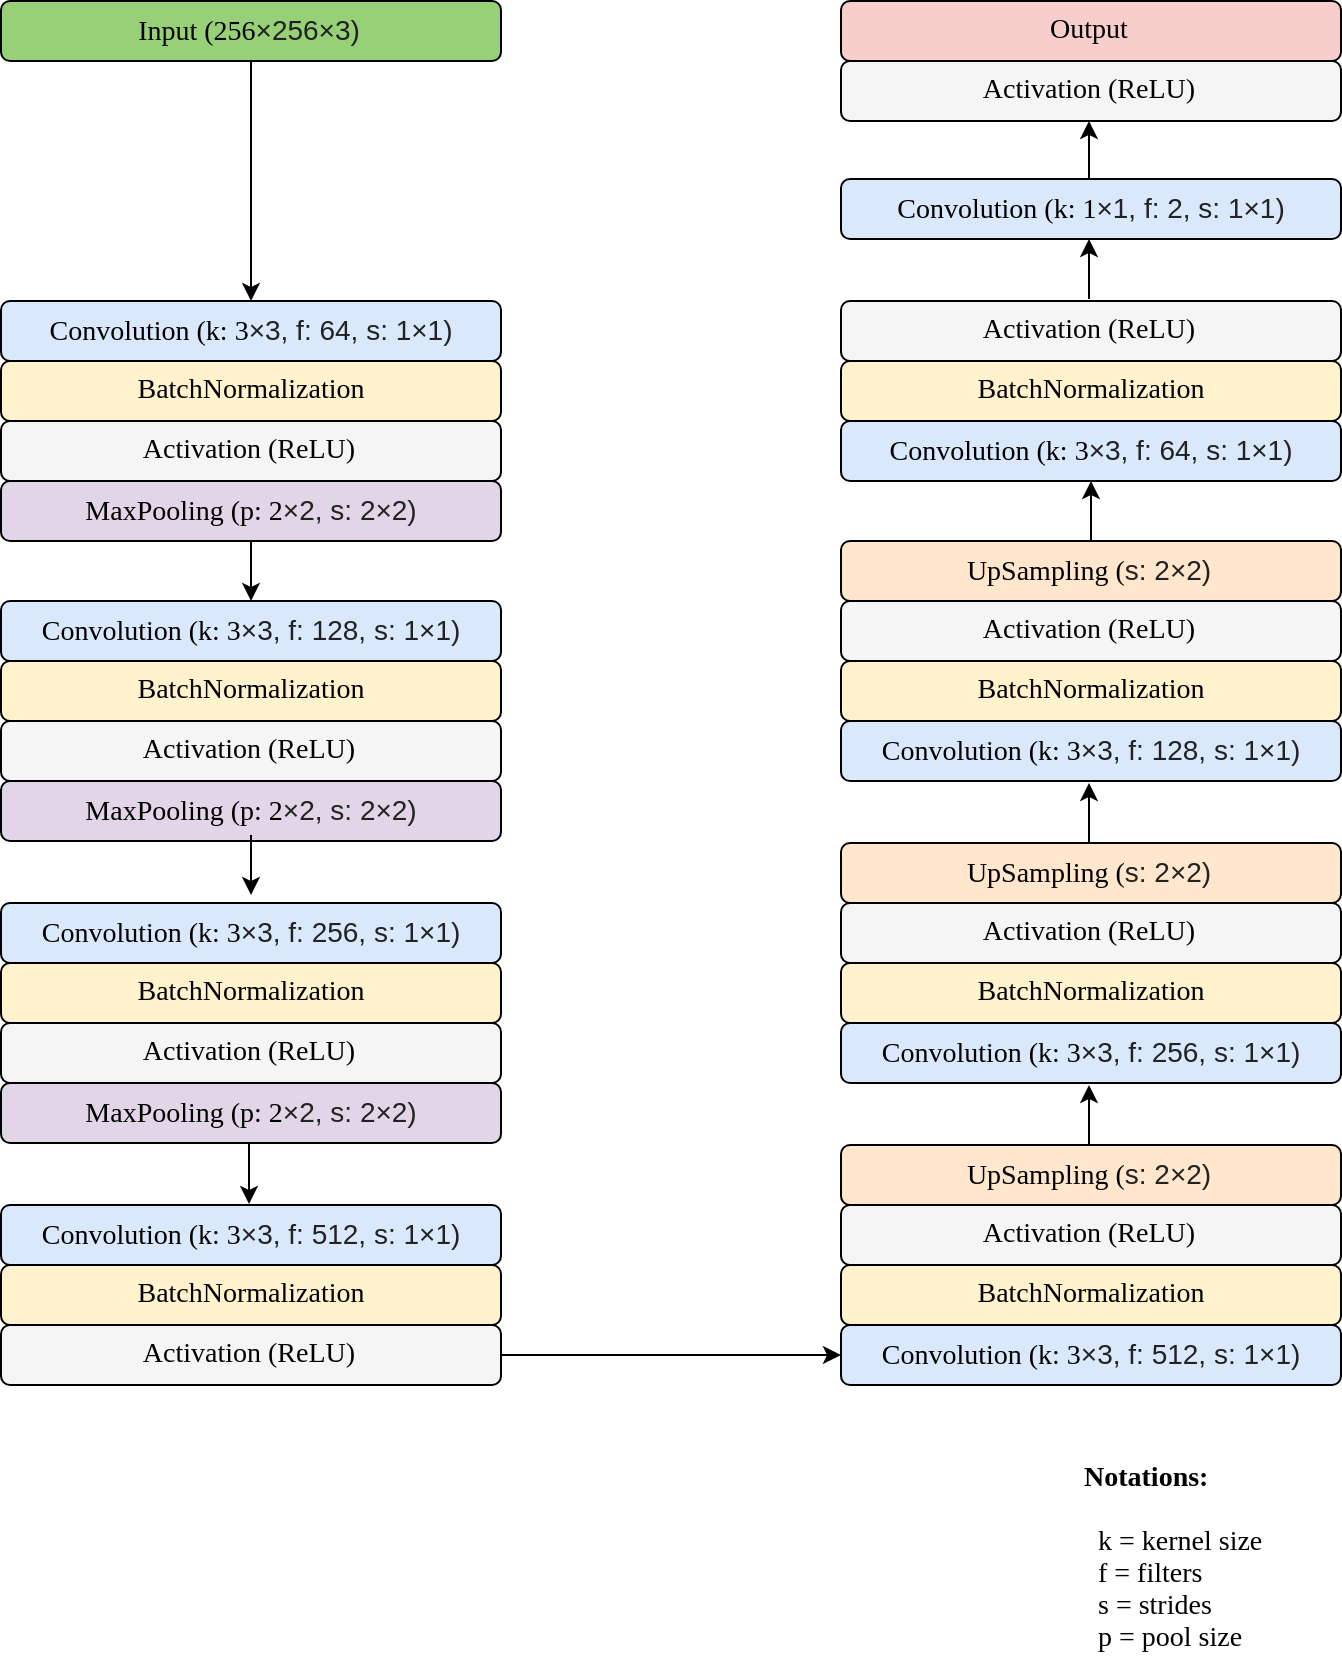 Input (256×256×3)
Convolution (k: 3×3, f: 64, s: 1×1)
BatchNormalization
Activation (ReLU)
MaxPooling (p: 2×2, s: 2×2)
Convolution (k: 3×3, f: 128, s: 1×1)
BatchNormalization
Activation (ReLU)
MaxPooling (p: 2×2, s: 2×2)
Convolution (k: 3×3, f: 256, s: 1×1)
BatchNormalization
Activation (ReLU)
MaxPooling (p: 2×2, s: 2×2)
Convolution (k: 3×3, f: 512, s: 1×1)
BatchNormalization
Activation (ReLU)
Output
Activation (ReLU)
Convolution (k: 1×1, f: 2, s: 1×1)
Activation (ReLU)
BatchNormalization
Convolution (k: 3×3, f: 64, s: 1×1)
UpSampling (s: 2×2)
Activation (ReLU)
BatchNormalization
Convolution (k: 3×3, f: 128, s: 1×1)
UpSampling (s: 2×2)
Activation (ReLU)
BatchNormalization
Convolution (k: 3×3, f: 256, s: 1×1)
UpSampling (s: 2×2)
Activation (ReLU)
BatchNormalization
Convolution (k: 3×3, f: 512, s: 1×1)
Notations:
k = kernel size
f = filters
s = strides
p = pool size